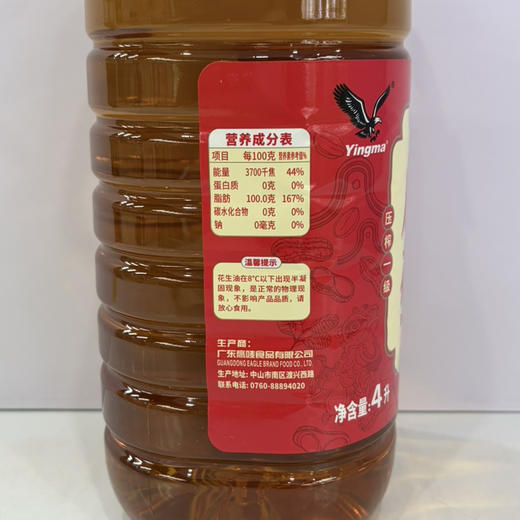 营养成分表
项目 每100克 营养素参考值%
能量 3700千焦 44%
蛋白质 0克 0%
脂肪 100.0克 167%
碳水化合物 0克 0%
钠 0毫克 0%
温馨提示
花生油在8℃以下出现半凝
固现象，是正常的物理现
象，不影响产品品质，请
放心食用。
生产商：
广东鹰唛食品有限公司
GUANGDONG EAGLE BRAND FOOD CO., LTD.
生产地址: 中山市南区渡兴西路
联系电话: 0760-88894020
®
Yingma
压榨一级
净含量:4升